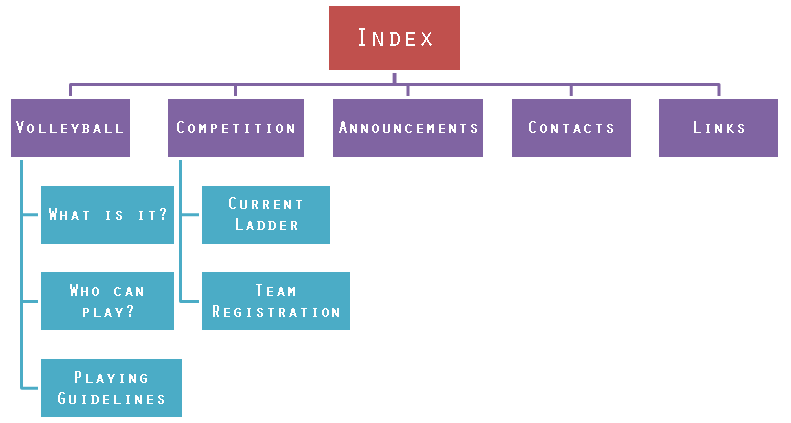 Index
Volleyball
Competition
Announcements
Contacts
Links
What is it?
Who can
play?
Playing
Guidelines
Current
Ladder
Team
Registration